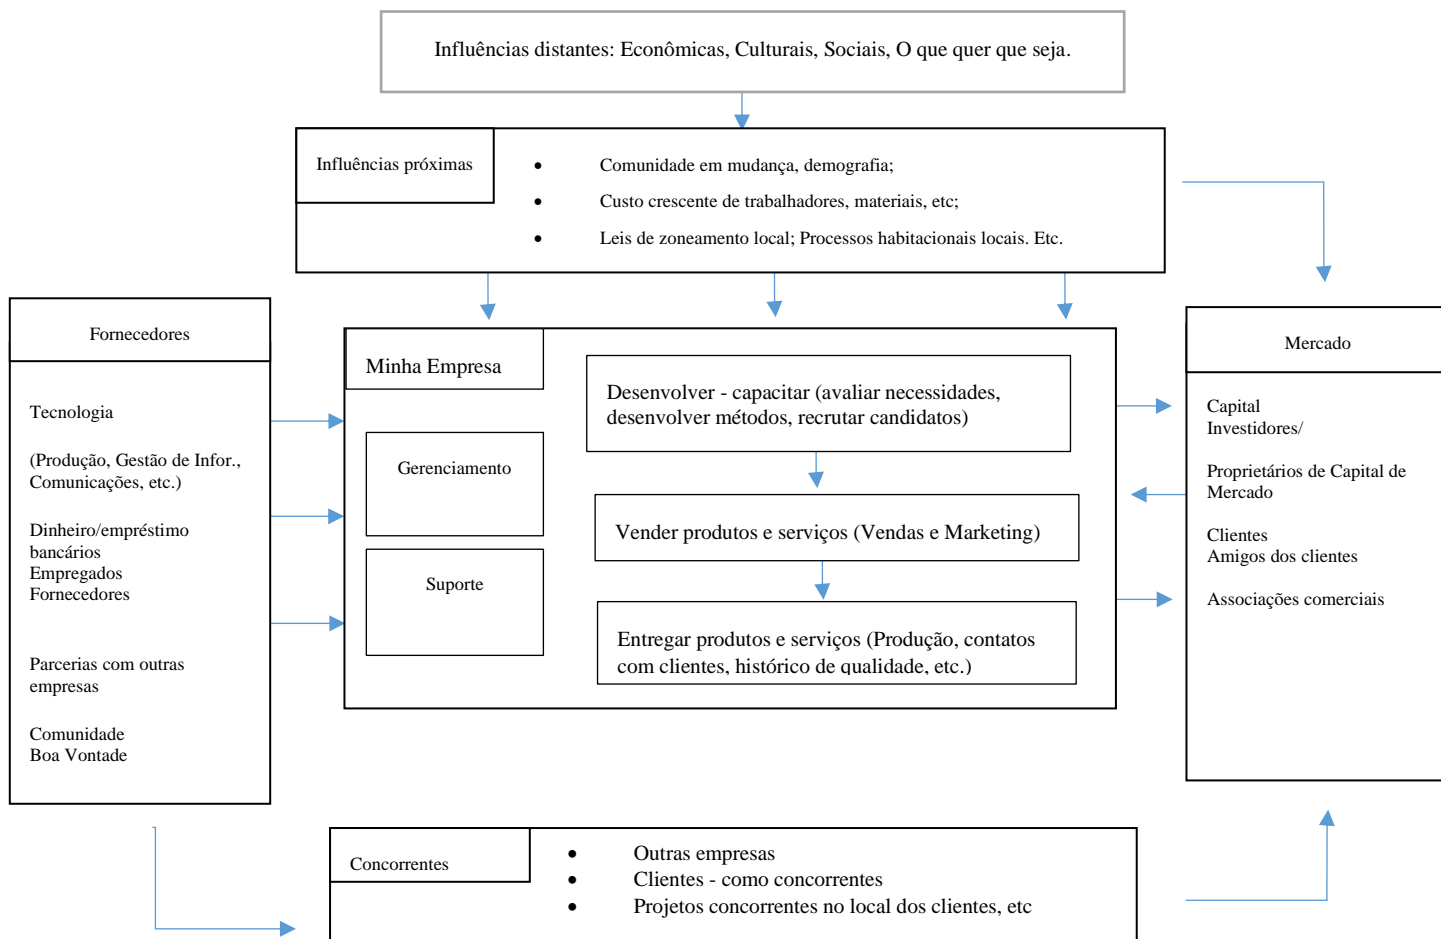 Influências distantes: Econômicas, Culturais, Sociais, O que quer que seja.
Influências próximas
• Comunidade em mudança, demografia;
• Custo crescente de trabalhadores, materiais, etc;
• Leis de zoneamento local; Processos habitacionais locais. Etc.
Fornecedores
Tecnologia
(Produção, Gestão de Infor.,
Comunicações, etc.)
Dinheiro/empréstimo
bancários
Empregados
Fornecedores
Parcerias com outras
empresas
Comunidade
Boa Vontade
Minha Empresa
Gerenciamento
Suporte
Desenvolver - capacitar (avaliar necessidades,
desenvolver métodos, recrutar candidatos)
Vender produtos e serviços (Vendas e Marketing)
Entregar produtos e serviços (Produção, contatos
com clientes, histórico de qualidade, etc.)
Mercado
Capital
Investidores/
Proprietários de Capital de
Mercado
Clientes
Amigos dos clientes
Associações comerciais
Concorrentes
• Outras empresas
• Clientes - como concorrentes
• Projetos concorrentes no local dos clientes, etc